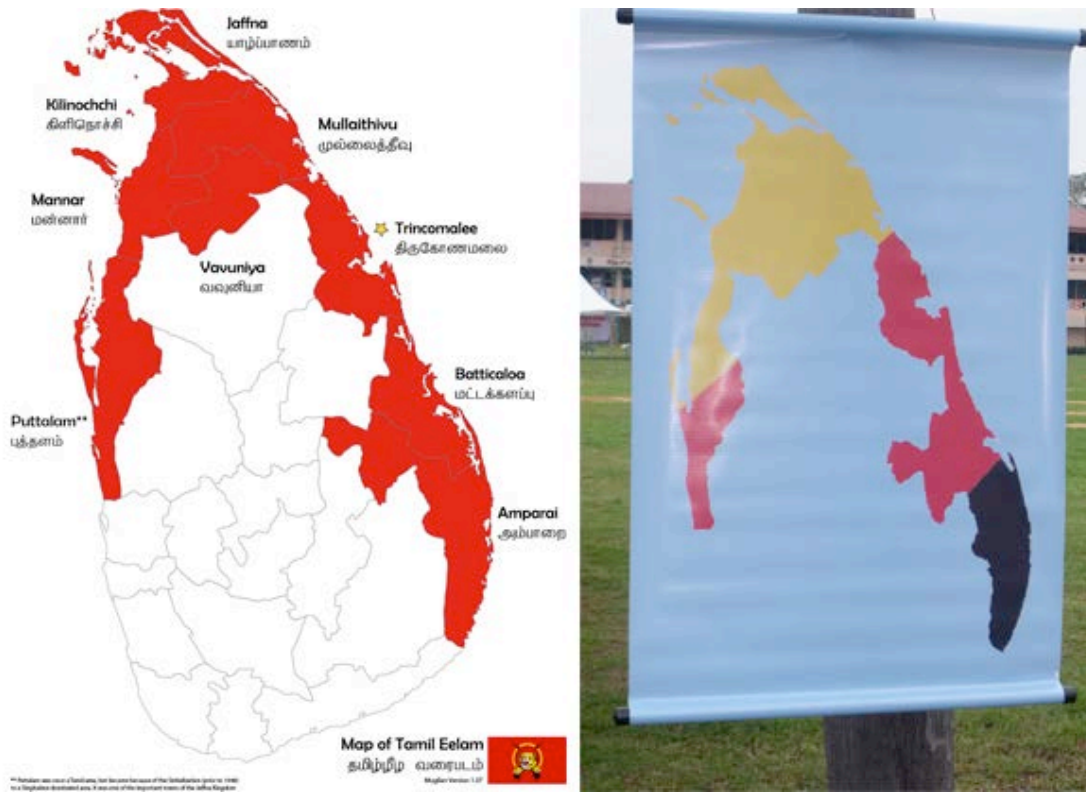 Jaffna
யாழ்ப்பாணம்
Kilinochchi
கிளிநொச்சி
Mullaithivu
முல்லைத்தீவு
Mannar
மன்னார்
Trincomalee
திருகோணமலை
Vavuniya
வவுனியா
Batticaloa
மட்டக்களப்பு
Puttalam**
புத்தளம்
Amparai
அம்பாறை
Map of Tamil Eelam
தமிழீழ வரைபடம்